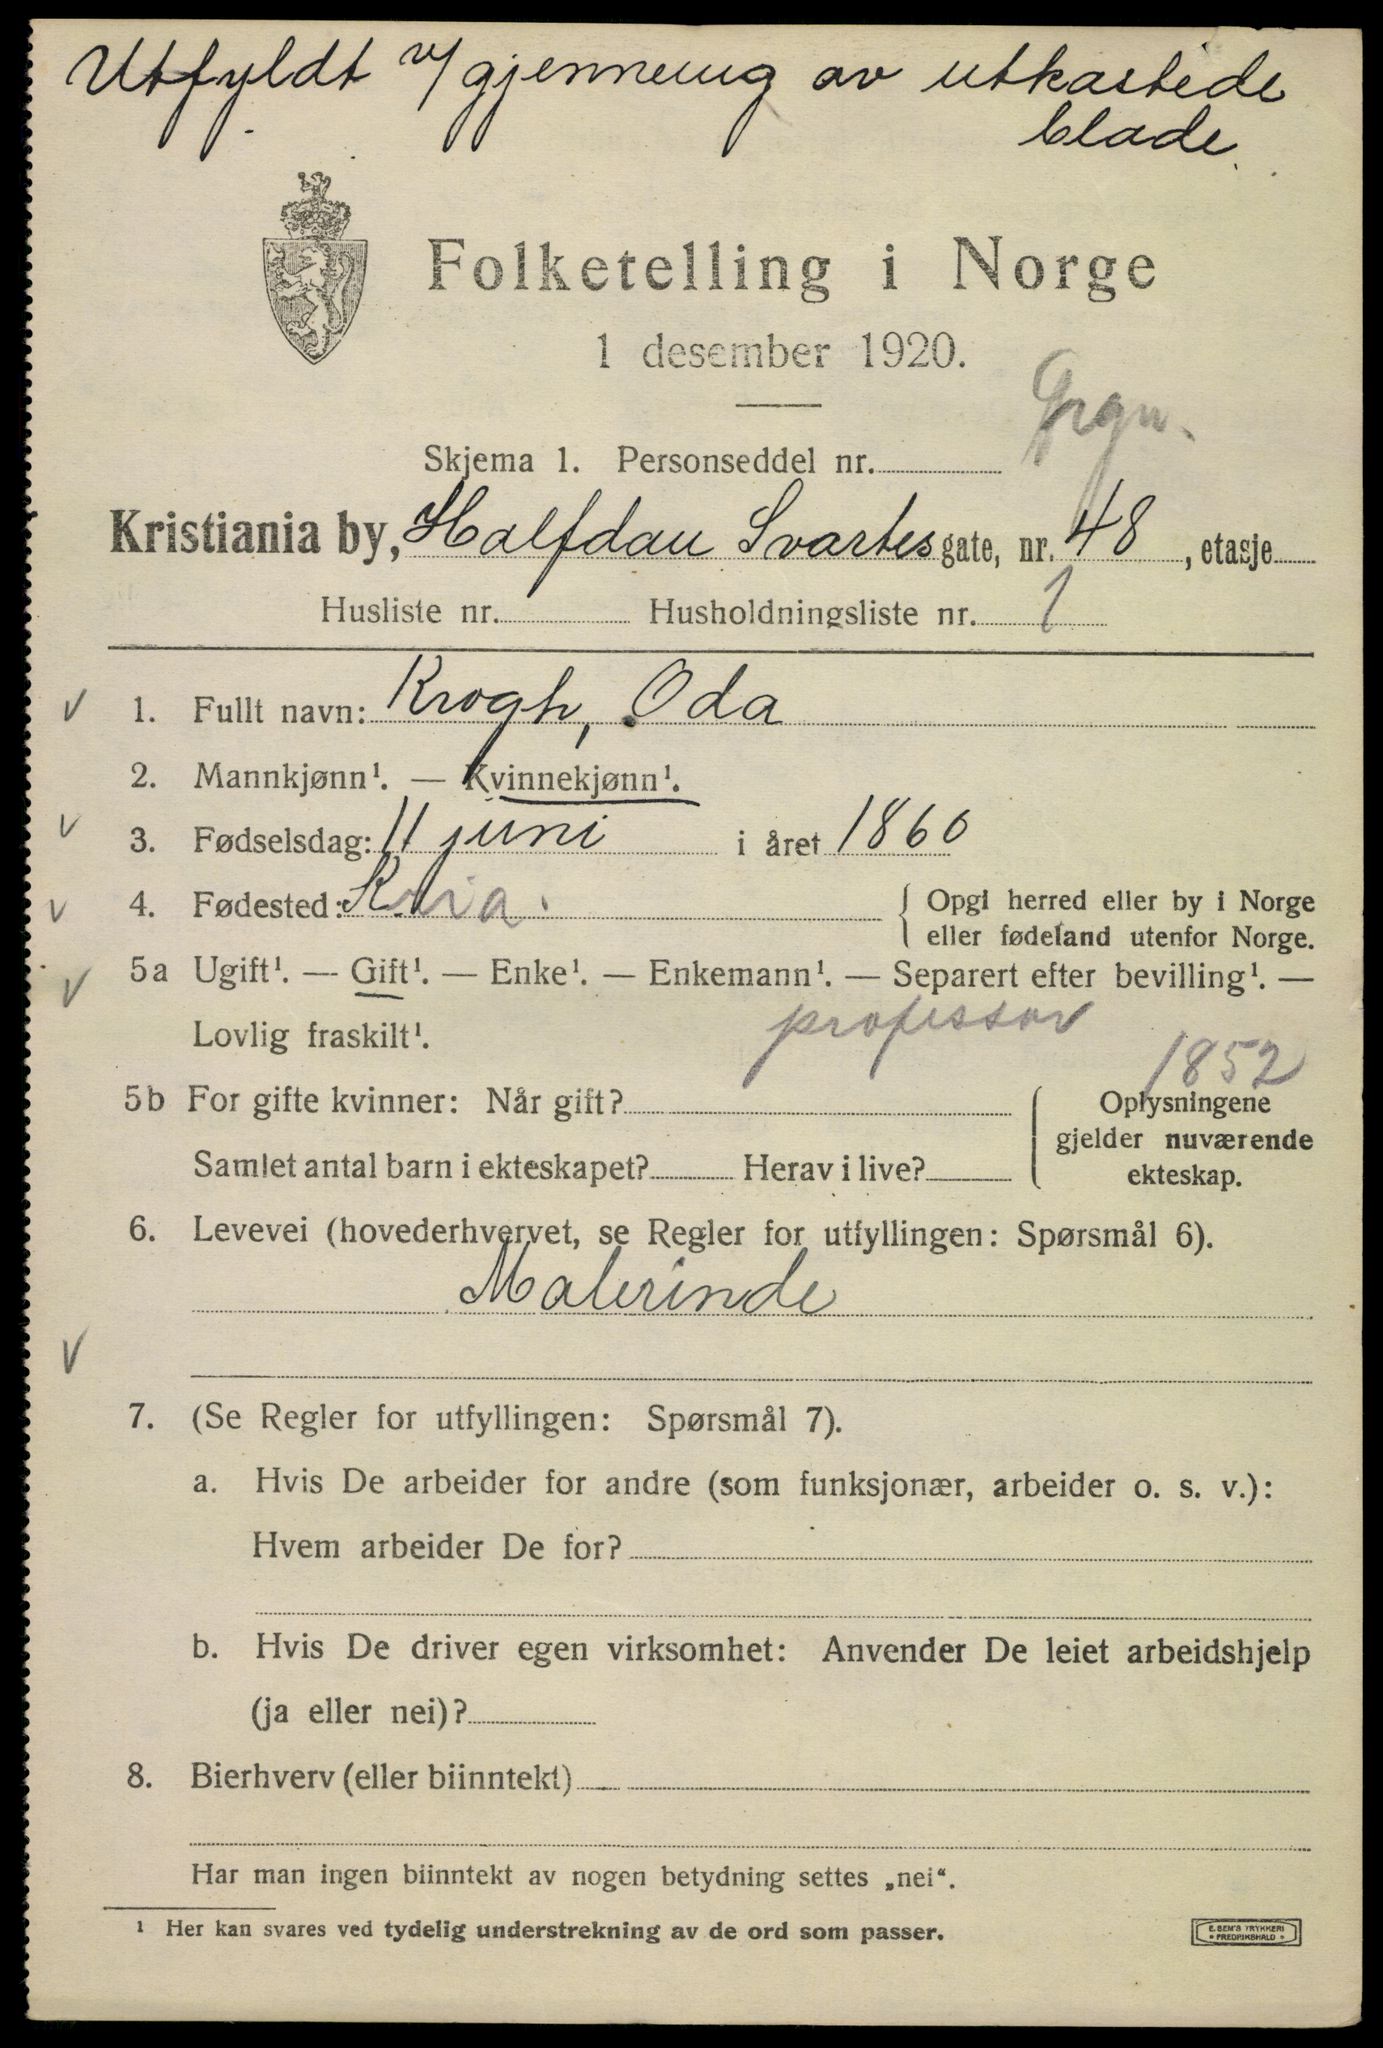 Utfyldt v/gjennemg av utkastede
blade.
Folketelling i Norge
1 desember 1920.
Skjema 1. Personseddel nr.
Kristiania by, Halfdan Svartes gate, nr. 48, etasje
Husliste nr. Husholdningsliste nr. 1
1. Fullt navn: Krogh, Oda
2. Mannkjønn¹. — Kvinnekjønn¹.
3. Fødselsdag: 11 juni i året 1860
4. Fødested: Kria. { Opgi herred eller by i Norge
eller fødeland utenfor Norge.
5a Ugift¹. — Gift¹. — Enke¹. — Enkemann¹. — Separert efter bevilling¹. —
Lovlig fraskilt¹. professor
1852
5b For gifte kvinner: Når gift? { Oplysningene
gjelder nuværende
Samlet antal barn i ekteskapet? Herav i live? ekteskap.
6. Levevei (hovederhvervet, se Regler for utfyllingen: Spørsmål 6).
Malerinde
7. (Se Regler for utfyllingen: Spørsmål 7).
a. Hvis De arbeider for andre (som funksjonær, arbeider o. s. v.):
Hvem arbeider De for?
b. Hvis De driver egen virksomhet: Anvender De leiet arbeidshjelp
(ja eller nei)?
8. Bierhverv (eller biinntekt)
Har man ingen biinntekt av nogen betydning settes „nei“.
¹ Her kan svares ved tydelig understrekning av de ord som passer.
E. SEM'S TRYKKERI
FREDRIKSHALD